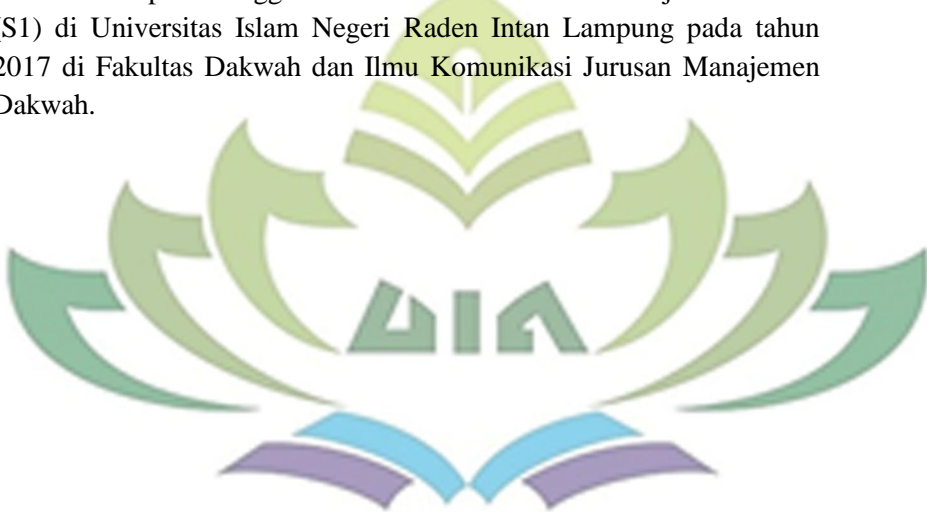 (S1) di Universitas Islam Negeri Raden Intan Lampung pada tahun
2017 di Fakultas Dakwah dan Ilmu Komunikasi Jurusan Manajemen
Dakwah.
UIN